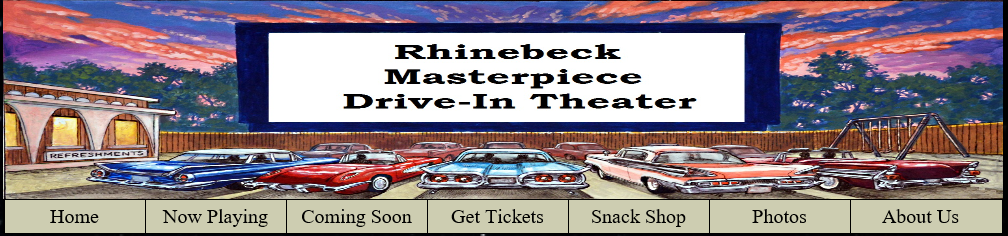 Rhinebeck
Masterpiece
Drive-In Theater
REFRESHMENTS
Home
Now Playing
Coming Soon
Get Tickets
Snack Shop
Photos
About Us